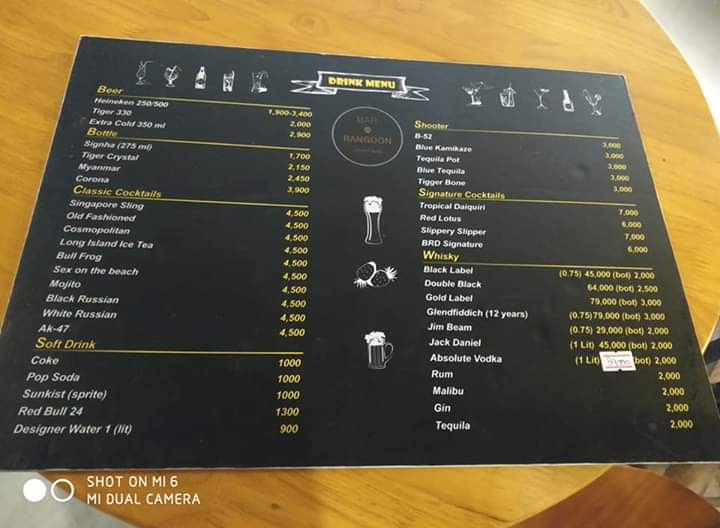 DRINK MENU
BAR
RANGOON
Beer
Heineken 250/500 1,900-3,400
Tiger 330 2,000
Extra Cold 350 ml 2,900
Bottle
Signha (275 ml) 1,700
Tiger Crystal 2,150
Myanmar 2,450
Corona 3,900
Classic Cocktails
Singapore Sling 4,500
Old Fashioned 4,500
Cosmopolitan 4,500
Long Island Ice Tea 4,500
Bull Frog 4,500
Sex on the beach 4,500
Mojito 4,500
Black Russian 4,500
White Russian 4,500
Ak-47 4,500
Soft Drink
Coke 1000
Pop Soda 1000
Sunkist (sprite) 1000
Red Bull 24 1300
Designer Water 1 (lit) 900
Shooter
B-52 3,000
Blue Kamikaze 3,000
Tequila Pot 3,000
Blue Tequila 3,000
Tigger Bone 3,000
Signature Cocktails
Tropical Daiquiri 7,000
Red Lotus 6,000
Slippery Slipper 7,000
BRD Signature 6,000
Whisky
Black Label (0.75) 45,000 (bot) 2,000
Double Black 64,000 (bot) 2,500
Gold Label 79,000 (bot) 3,000
Glendfiddich (12 years) (0.75)79,000 (bot) 3,000
Jim Beam (0.75) 29,000 (bot) 2,000
Jack Daniel (1 Lit) 45,000 (bot) 2,000
Absolute Vodka (1 Lit) bot) 2,000
Rum 2,000
Malibu 2,000
Gin 2,000
Tequila 2,000
SHOT ON MI 6
MI DUAL CAMERA